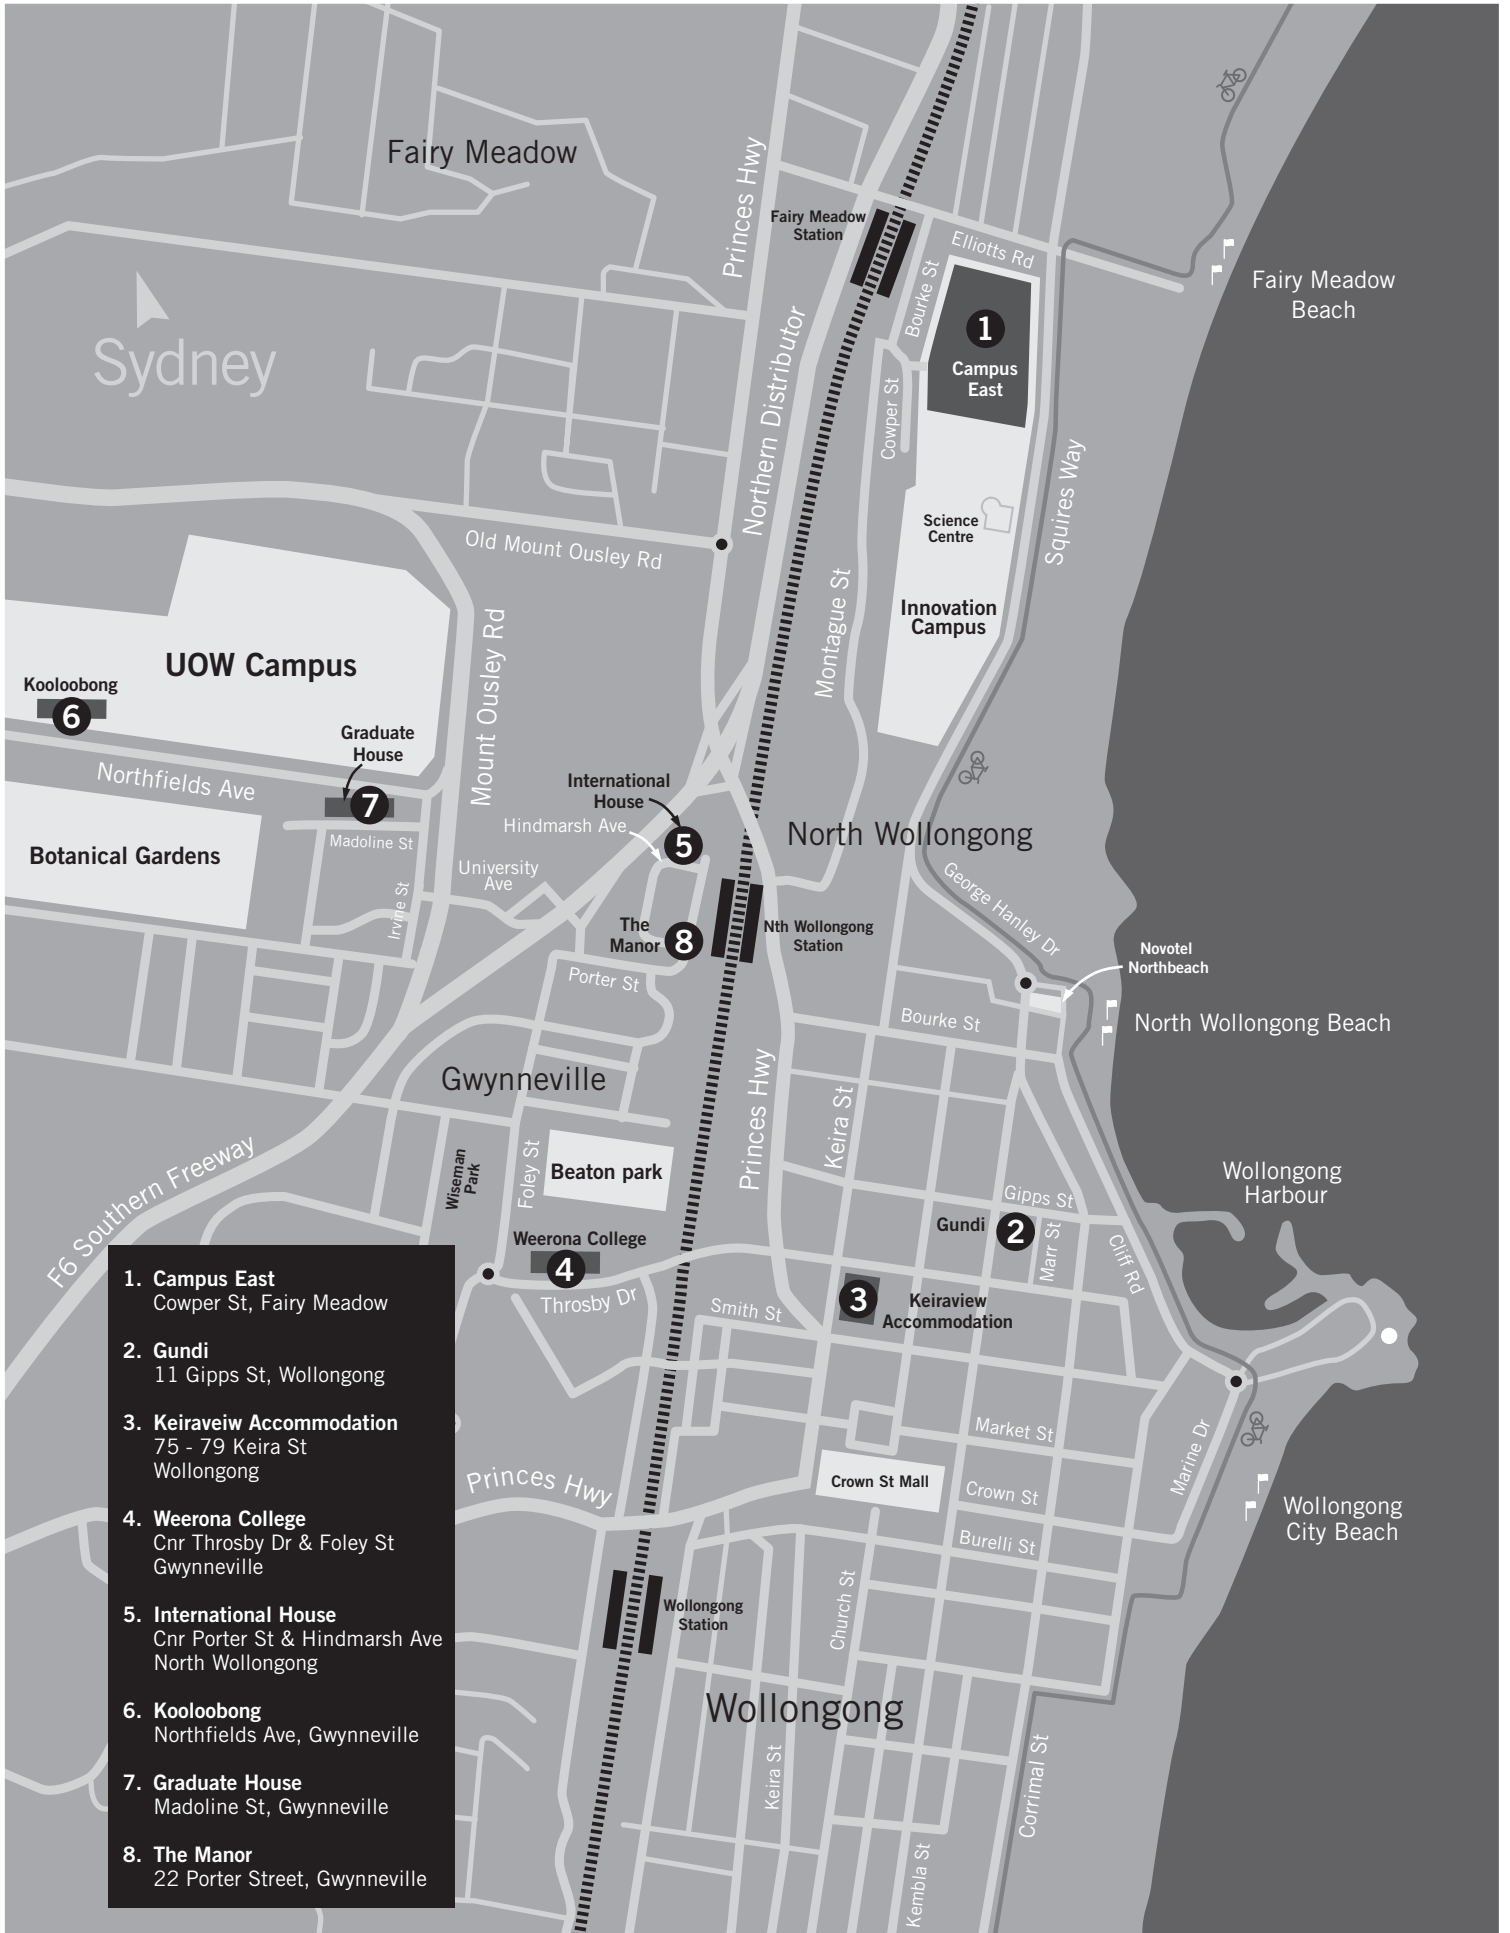 Fairy Meadow
Princes Hwy
Fairy Meadow
Station
Elliotts Rd
Bourke St
Fairy Meadow
Beach
Sydney
1
Campus
East
Northern Distributor
Cowper St
Squires Way
Old Mount Ousley Rd
Science
Centre
Montague St
Innovation
Campus
UOW Campus
Mount Ousley Rd
Kooloobong
6
Graduate
House
7
Northfields Ave
Madoline St
Botanical Gardens
International
House
Hindmarsh Ave
5
North Wollongong
University
Ave
Irvine St
George Hanley Dr
The
Manor
8
Nth Wollongong
Station
Novotel
Northbeach
Porter St
Bourke St
North Wollongong Beach
Gwynneville
Princes Hwy
Keira St
F6 Southern Freeway
Wiseman
Park
Foley St
Beaton park
Wollongong
Harbour
Gipps St
Gundi
2
Marr St
Cliff Rd
Weerona College
4
Throsby Dr
Smith St
3
Keiraview
Accommodation
Market St
Marine Dr
Princes Hwy
Crown St Mall
Crown St
Burelli St
Wollongong
City Beach
Church St
Wollongong
Station
Wollongong
Keira St
Corrimal St
Kembla St
1. Campus East
Cowper St, Fairy Meadow
2. Gundi
11 Gipps St, Wollongong
3. Keiraveiw Accommodation
75 - 79 Keira St
Wollongong
4. Weerona College
Cnr Throsby Dr & Foley St
Gwynneville
5. International House
Cnr Porter St & Hindmarsh Ave
North Wollongong
6. Kooloobong
Northfields Ave, Gwynneville
7. Graduate House
Madoline St, Gwynneville
8. The Manor
22 Porter Street, Gwynneville